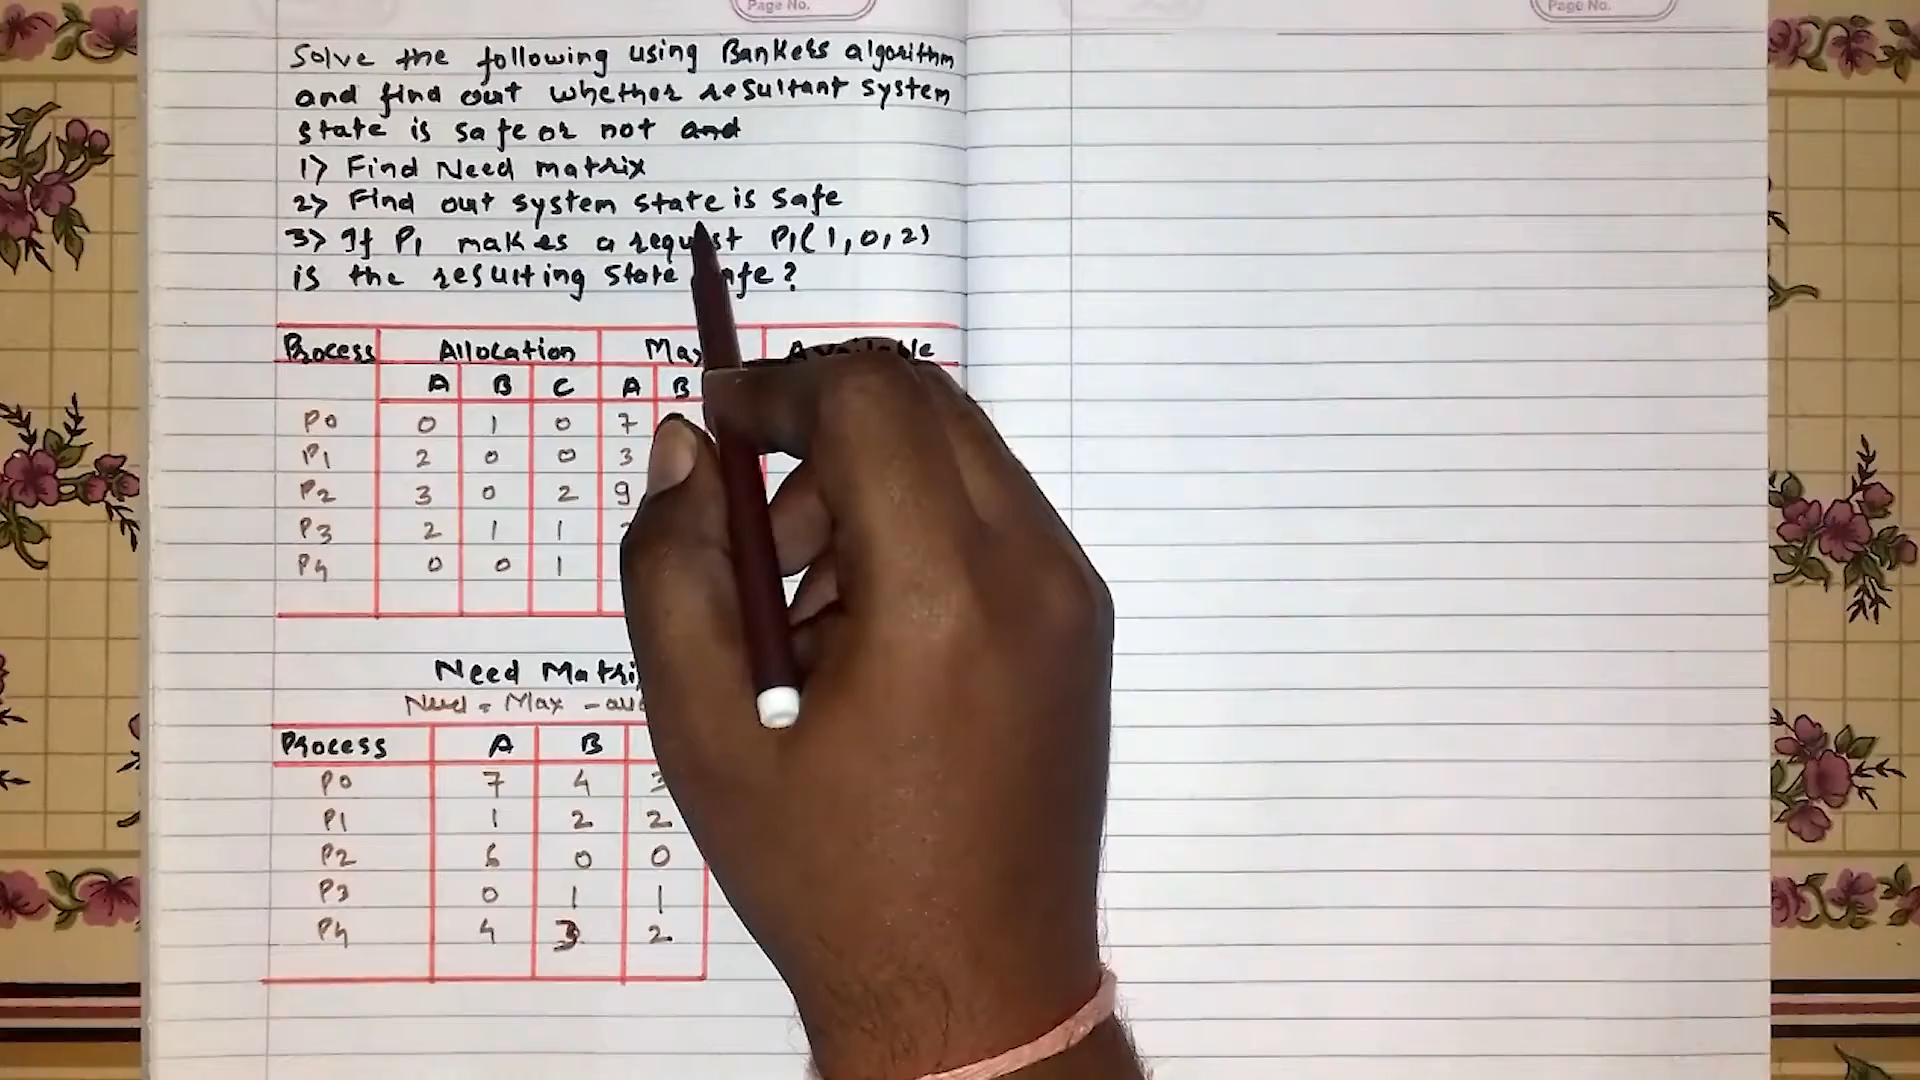 Page No.
Page No.
Solve the following using Bankers algorithm
and find out whether resultant system
state is safe or not and
1> Find Need matrix
2> Find out system state is safe
3> If P1 makes a request P1(1,0,2)
is the resulting state safe?
Process Allocation Max Available
A B C A B
P0 0 1 0 7
P1 2 0 0 3
P2 3 0 2 9
P3 2 1 1
P4 0 0 1
Need Matrix
Need = Max -
Process A B
P0 7 4 3
P1 1 2 2
P2 6 0 0
P3 0 1 1
P4 4 3 2